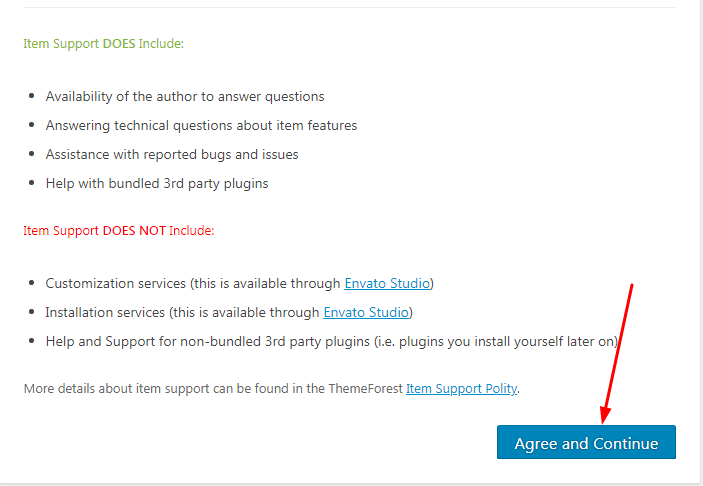 Item Support DOES Include:
Availability of the author to answer questions
Answering technical questions about item features
Assistance with reported bugs and issues
Help with bundled 3rd party plugins
Item Support DOES NOT Include:
Customization services (this is available through Envato Studio)
Installation services (this is available through Envato Studio)
Help and Support for non-bundled 3rd party plugins (i.e. plugins you install yourself later on)
More details about item support can be found in the ThemeForest Item Support Polity.
Agree and Continue